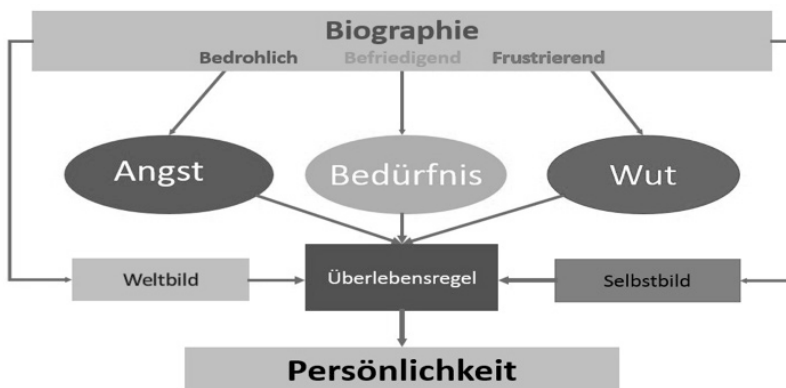 Biographie
Bedrohlich Befriedigend Frustrierend
Angst Bedürfnis Wut
Weltbild Überlebensregel Selbstbild
Persönlichkeit